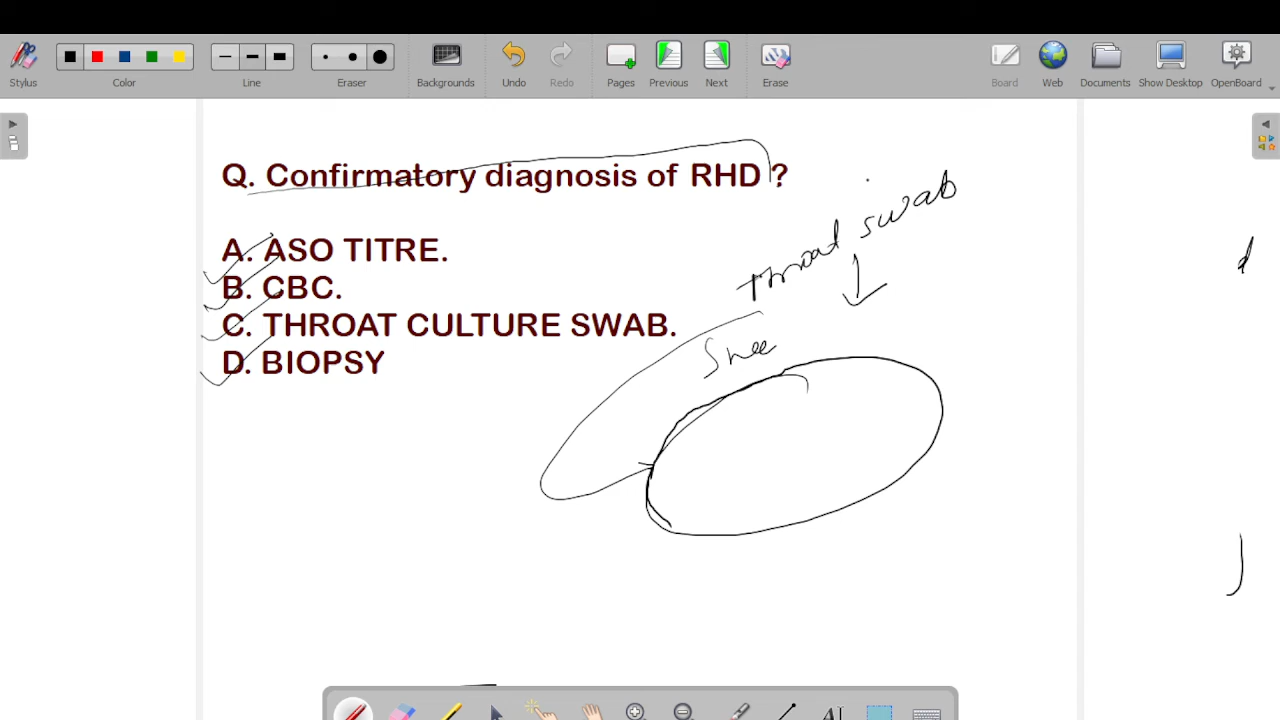 Stylus Color Line Eraser Backgrounds Undo Redo Pages Previous Next Erase Board Web Documents Show Desktop OpenBoard
Q. Confirmatory diagnosis of RHD ?
A. ASO TITRE.
B. CBC.
C. THROAT CULTURE SWAB.
D. BIOPSY
Throat swab